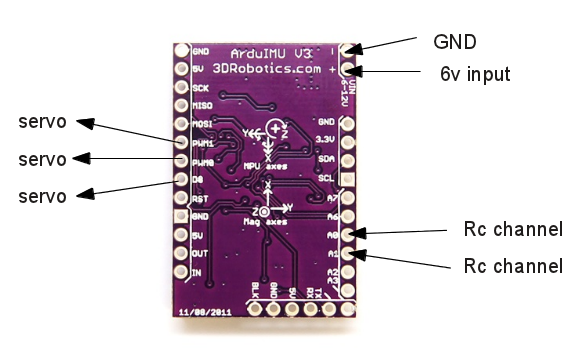 GND
6v input
servo
servo
servo
Rc channel
Rc channel
ArduIMU V3
3DRobotics.com
-
+
VIN
6-12V
GND
5V
SCK
MISO
MOSI
PWM1
PWM0
D8
RST
GND
5V
OUT
IN
GND
3.3V
SDA
SCL
A7
A6
A0
A1
A2
A3
Y
Z
X
MPU axes
X
Z
Y
Mag axes
BLK
GND
5V
RX
TX
11/08/2011